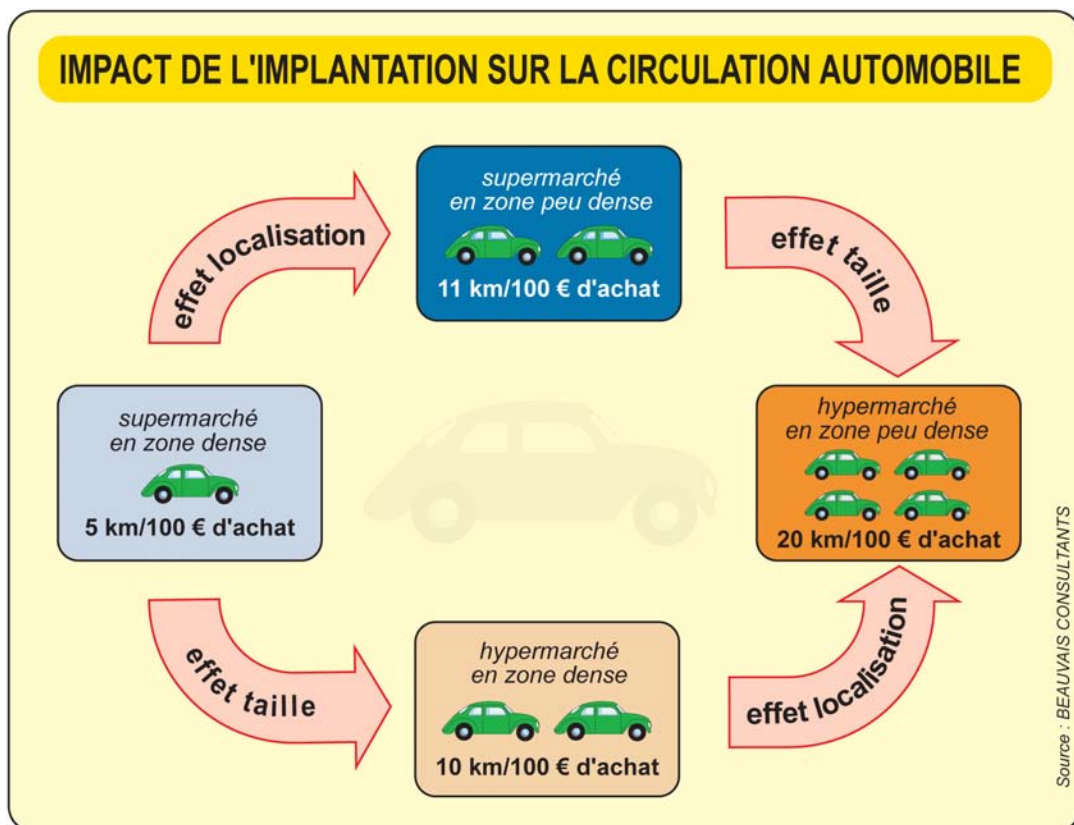 IMPACT DE L'IMPLANTATION SUR LA CIRCULATION AUTOMOBILE
supermarché
en zone peu dense
11 km/100 € d'achat
effet localisation
effet taille
supermarché
en zone dense
5 km/100 € d'achat
hypermarché
en zone peu dense
20 km/100 € d'achat
effet taille
hypermarché
en zone dense
10 km/100 € d'achat
effet localisation
Source : BEAUVAIS CONSULTANTS